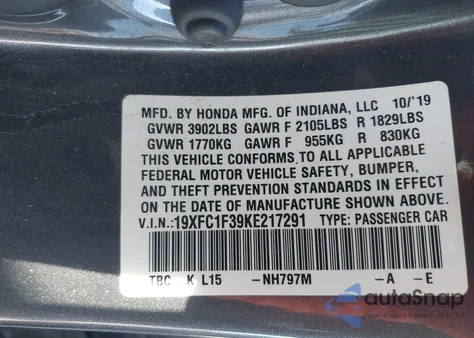 MFD. BY HONDA MFG. OF INDIANA, LLC 10/'19
GVWR 3902LBS GAWR F 2105LBS R 1829LBS
GVWR 1770KG GAWR F 955KG R 830KG
THIS VEHICLE CONFORMS TO ALL APPLICABLE
FEDERAL MOTOR VEHICLE SAFETY, BUMPER,
AND THEFT PREVENTION STANDARDS IN EFFECT
ON THE DATE OF MANUFACTURE SHOWN ABOVE.
V.I.N.: 19XFC1F39KE217291 TYPE: PASSENGER CAR
TBC K L15 -NH797M -A -E
autoSnap